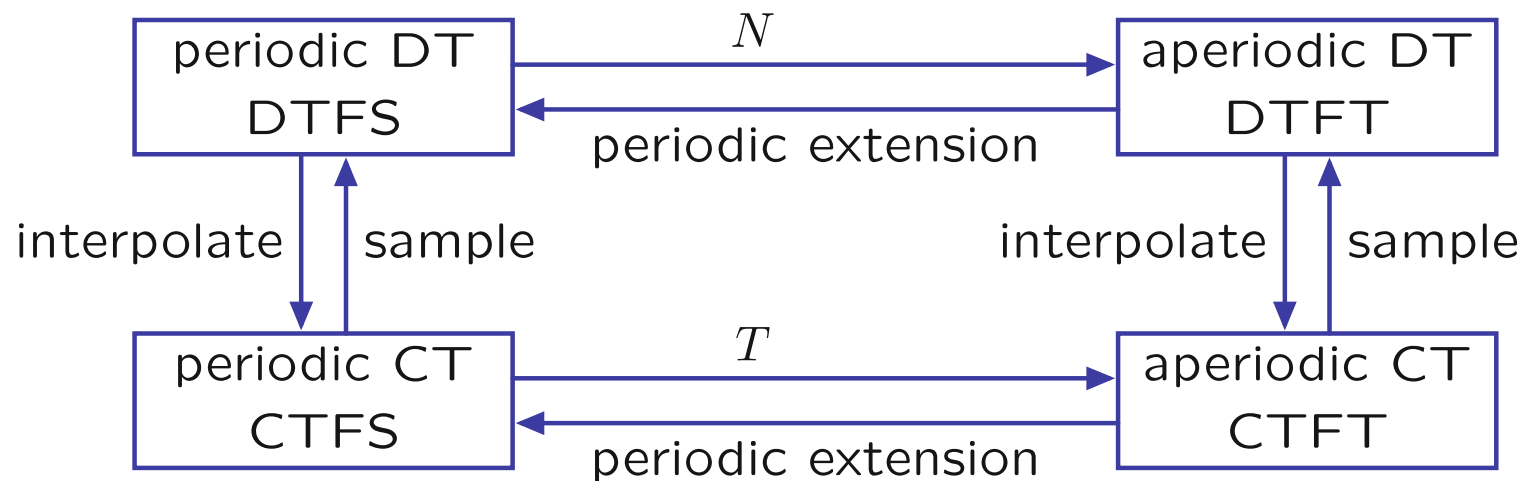 periodic DT
DTFS
N
aperiodic DT
DTFT
periodic extension
interpolate
sample
interpolate
sample
periodic CT
CTFS
T
aperiodic CT
CTFT
periodic extension